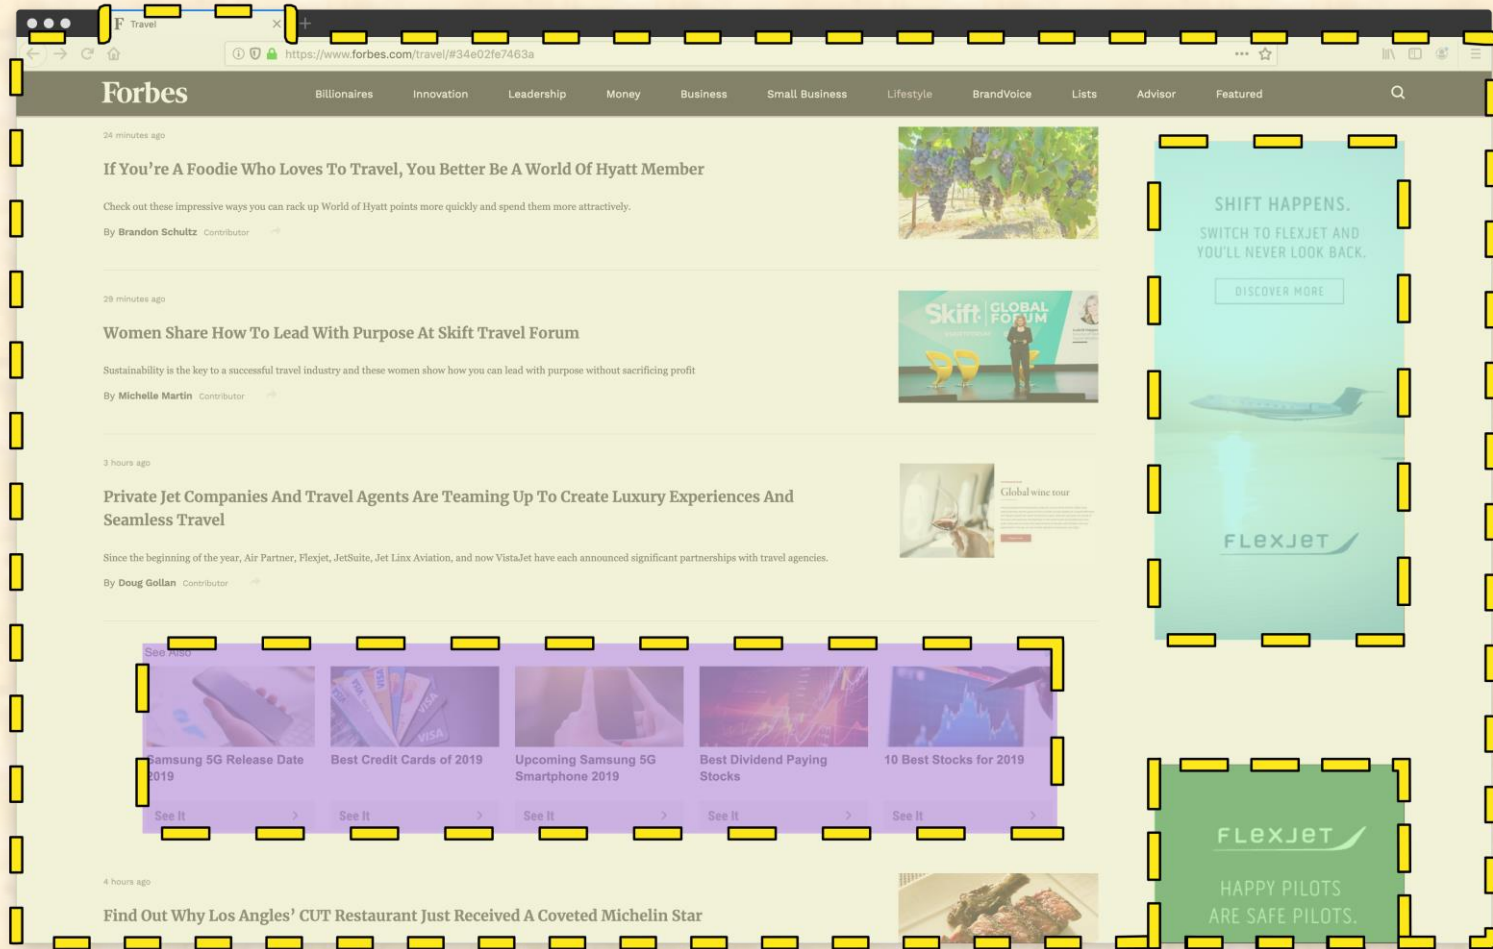 F Travel
https://www.forbes.com/travel/#34e02fe7463a
Forbes
Billionaires Innovation Leadership Money Business Small Business Lifestyle BrandVoice Lists Advisor Featured
24 minutes ago
If You're A Foodie Who Loves To Travel, You Better Be A World Of Hyatt Member
Check out these impressive ways you can rack up World of Hyatt points more quickly and spend them more attractively.
By Brandon Schultz Contributor
29 minutes ago
Women Share How To Lead With Purpose At Skift Travel Forum
Sustainability is the key to a successful travel industry and these women show how you can lead with purpose without sacrificing profit
By Michelle Martin Contributor
Skift GLOBAL
FORUM
3 hours ago
Private Jet Companies And Travel Agents Are Teaming Up To Create Luxury Experiences And
Seamless Travel
Since the beginning of the year, Air Partner, Flexjet, JetSuite, Jet Linx Aviation, and now VistaJet have each announced significant partnerships with travel agencies.
By Doug Gollan Contributor
Global wine tour
See Also
VISA
VISA
Samsung 5G Release Date
2019
See It
Best Credit Cards of 2019
See It
Upcoming Samsung 5G
Smartphone 2019
See It
Best Dividend Paying
Stocks
See It
10 Best Stocks for 2019
See It
4 hours ago
Find Out Why Los Angeles' CUT Restaurant Just Received A Coveted Michelin Star
SHIFT HAPPENS.
SWITCH TO FLEXJET AND
YOU'LL NEVER LOOK BACK.
DISCOVER MORE
FLEXJET
FLEXJET
HAPPY PILOTS
ARE SAFE PILOTS.